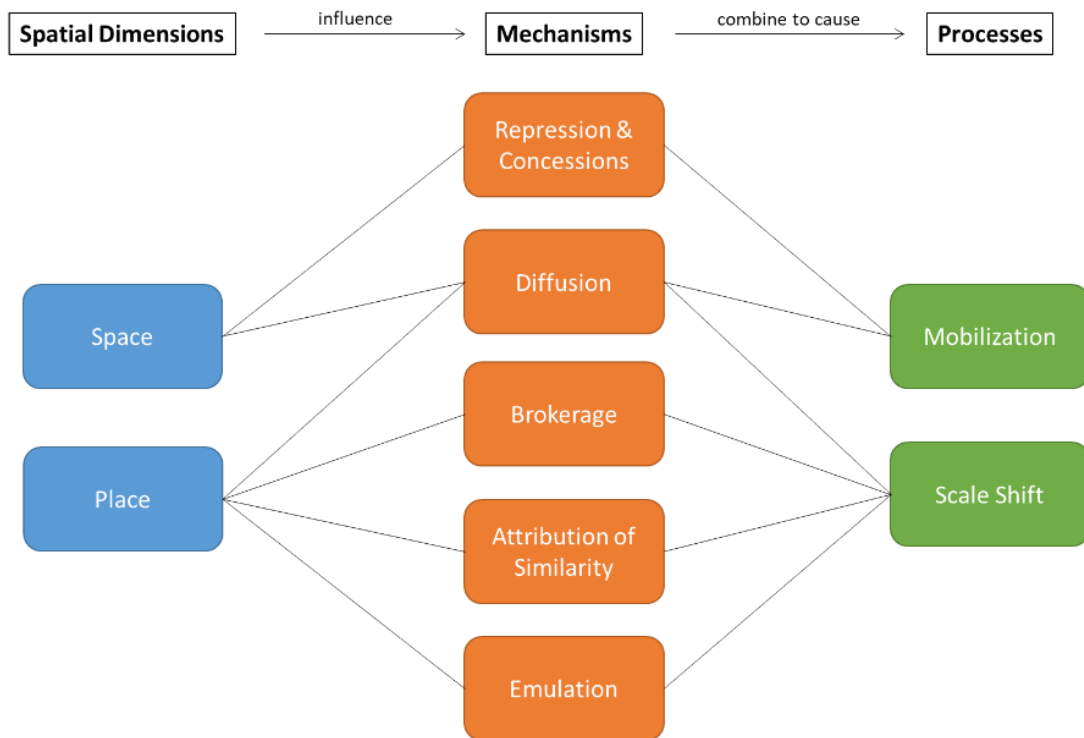 influence
combine to cause
Spatial Dimensions
Mechanisms
Processes
Repression &
Concessions
Diffusion
Space
Mobilization
Brokerage
Place
Scale Shift
Attribution of
Similarity
Emulation